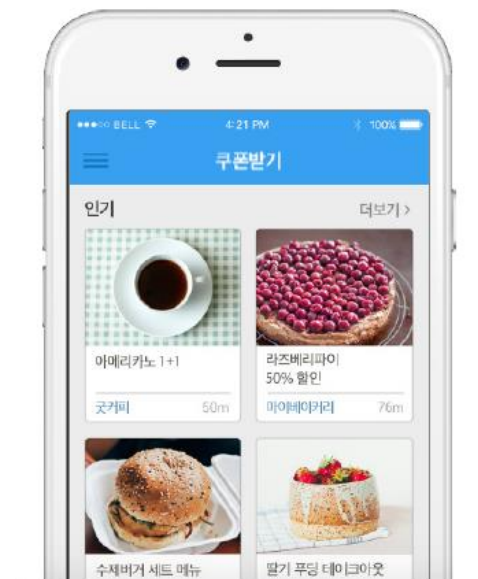 BELL 4:21 PM 100%
쿠폰받기
인기 더보기 >
아메리카노 1+1
굿커피 50m
라즈베리파이
50% 할인
마이베이커리 76m
수제버거 세트 메뉴
딸기 푸딩 테이크아웃